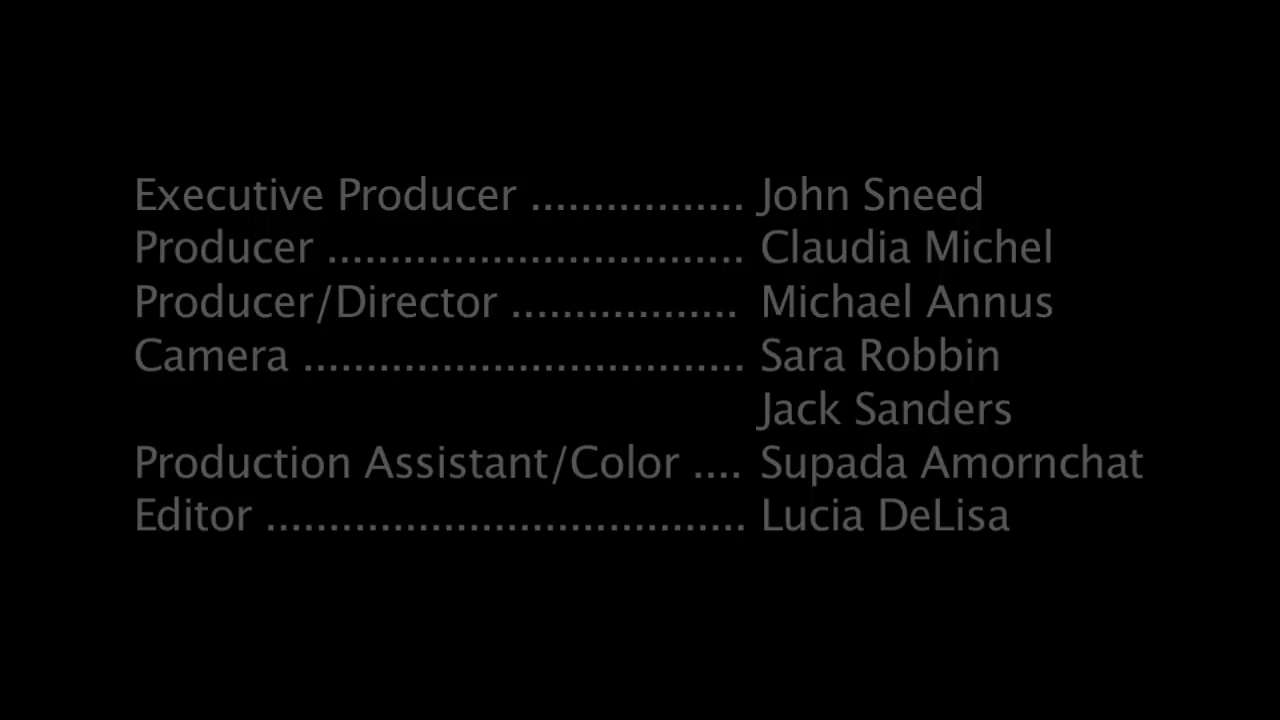 Executive Producer ................. John Sneed
Producer ................................. Claudia Michel
Producer/Director .................. Michael Annus
Camera ................................... Sara Robbin
Jack Sanders
Production Assistant/Color .... Supada Amornchat
Editor ...................................... Lucia DeLisa